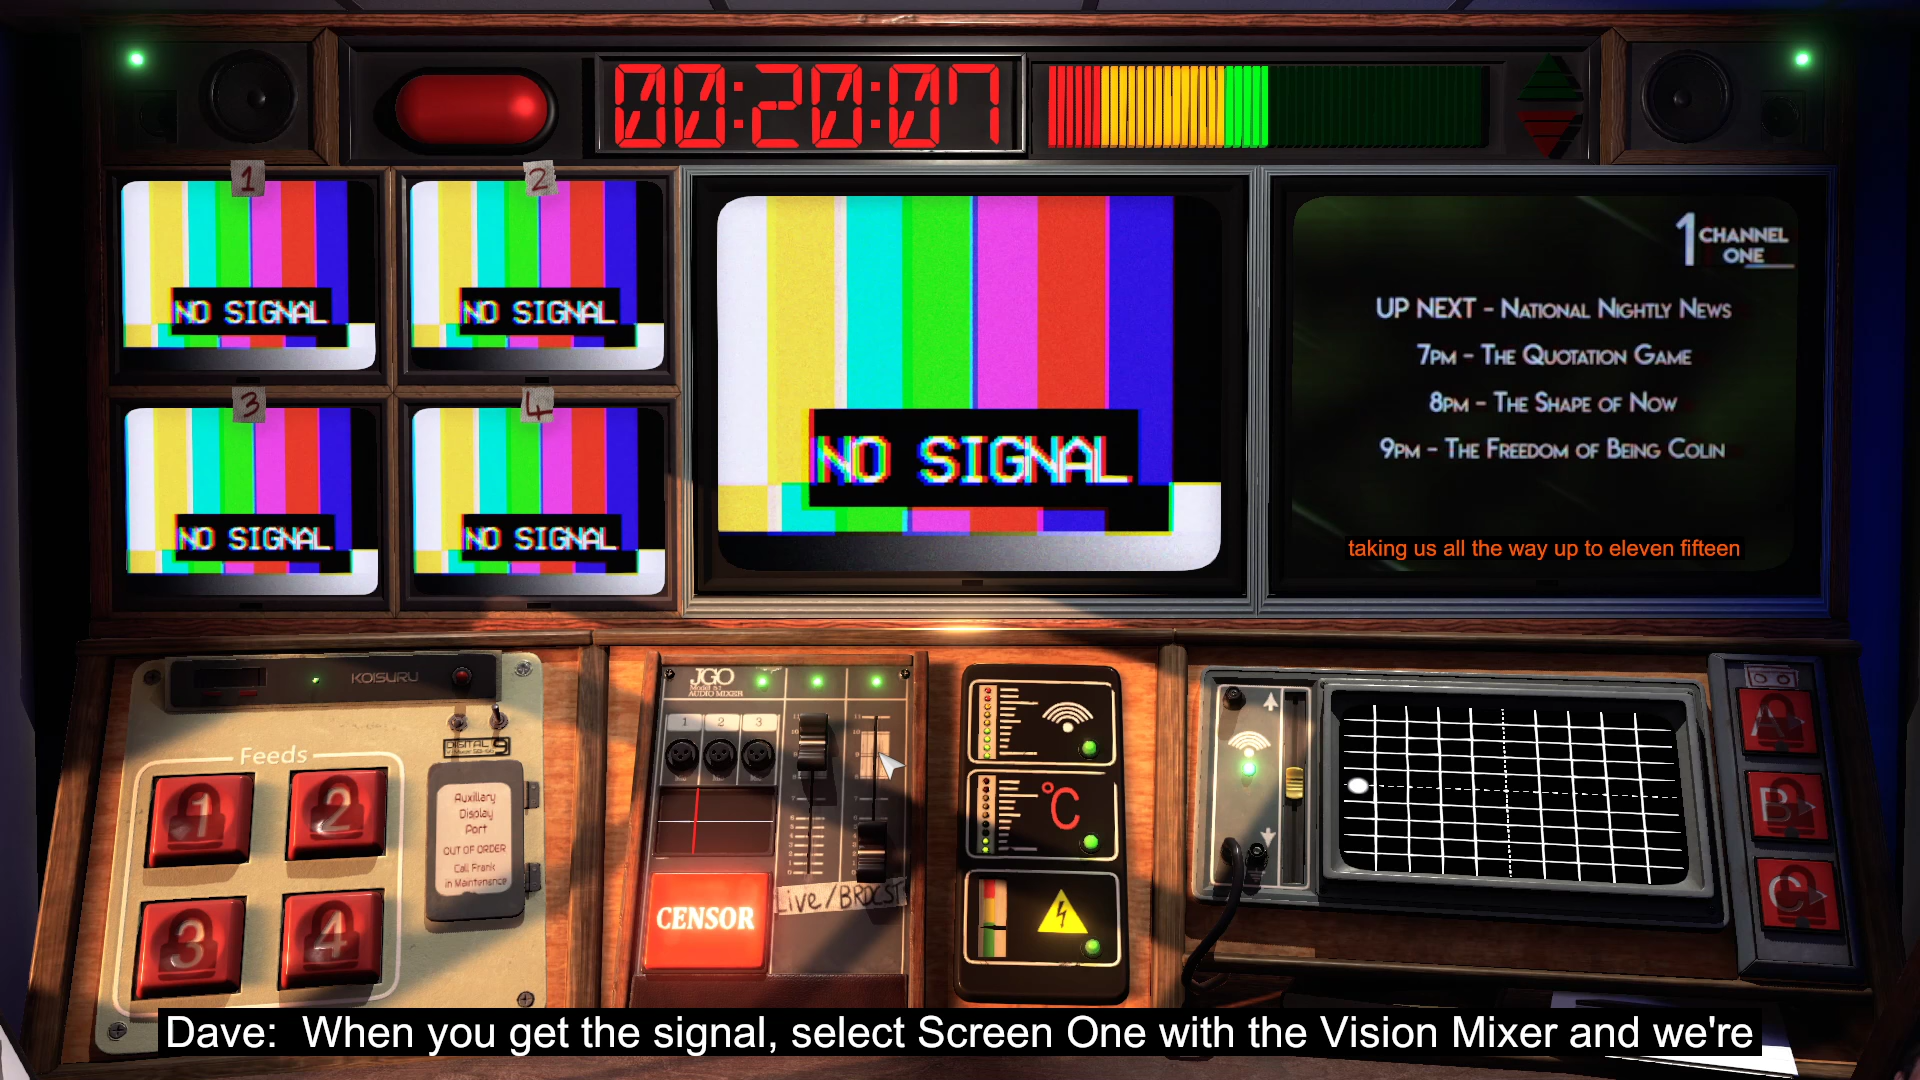 00:20:07
1
2
NO SIGNAL
NO SIGNAL
3
4
NO SIGNAL
NO SIGNAL
NO SIGNAL
1 CHANNEL
ONE
UP NEXT - NATIONAL NIGHTLY NEWS
7PM - THE QUOTATION GAME
8PM - THE SHAPE OF NOW
9PM - THE FREEDOM OF BEING COLIN
taking us all the way up to eleven fifteen
KOISURU
DIGITAL 9
Feeds
1
2
3
4
Auxillary
Display
Port
OUT OF ORDER
Call Frank
in Maintenance
JGO
AUDIO MIXER
1 2 3
CENSOR
Live/BRDCST
°C
A
B
C
Dave: When you get the signal, select Screen One with the Vision Mixer and we're